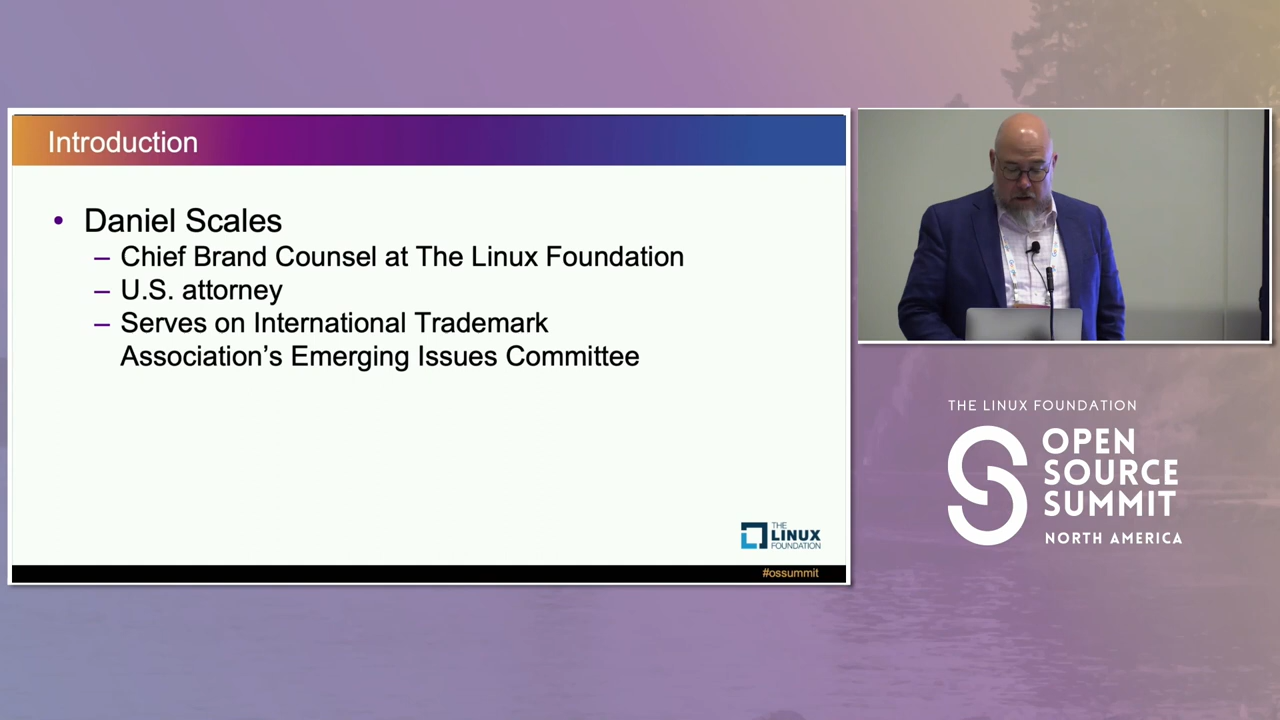 Introduction
• Daniel Scales
– Chief Brand Counsel at The Linux Foundation
– U.S. attorney
– Serves on International Trademark
Association’s Emerging Issues Committee
THE
LINUX
FOUNDATION
#ossummit
THE LINUX FOUNDATION
OPEN
SOURCE
SUMMIT
NORTH AMERICA